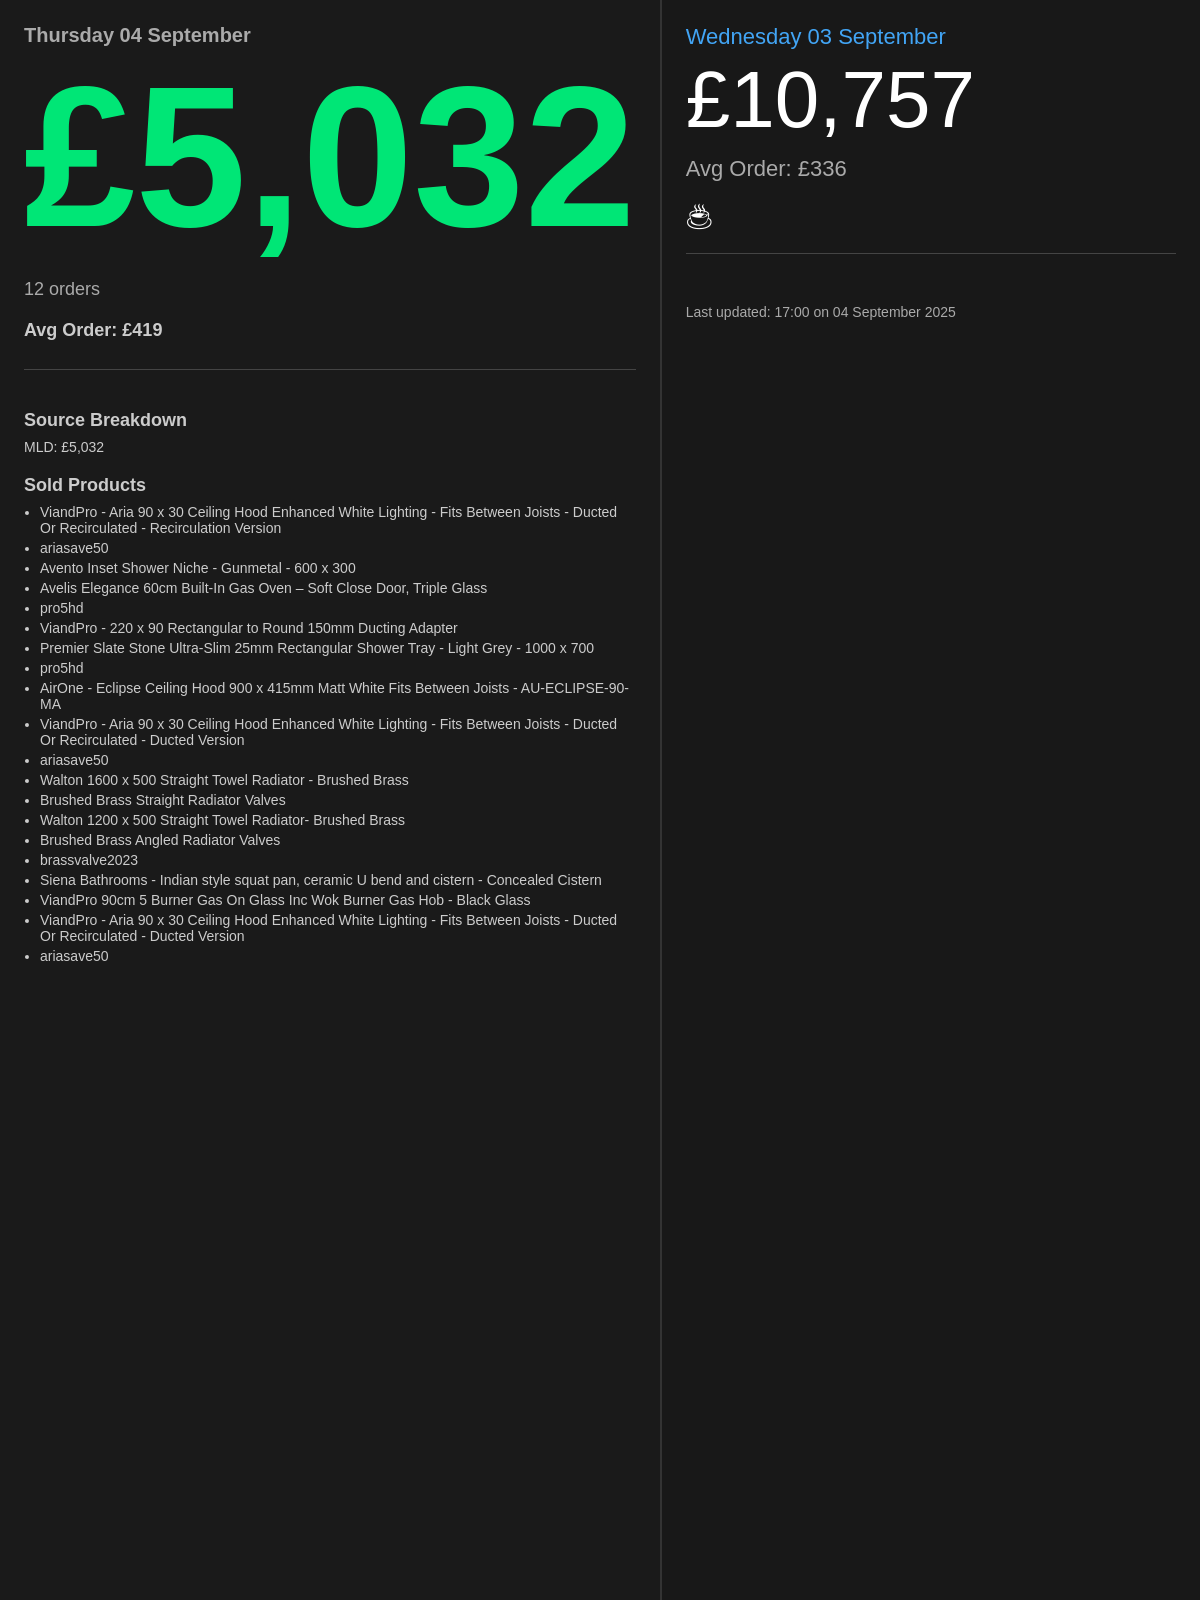 Thursday 04 September
£5,032
12 orders
Avg Order: £419
Source Breakdown
MLD: £5,032
Sold Products
• ViandPro - Aria 90 x 30 Ceiling Hood Enhanced White Lighting - Fits Between Joists - Ducted
Or Recirculated - Recirculation Version
• ariasave50
• Avento Inset Shower Niche - Gunmetal - 600 x 300
• Avelis Elegance 60cm Built-In Gas Oven – Soft Close Door, Triple Glass
• pro5hd
• ViandPro - 220 x 90 Rectangular to Round 150mm Ducting Adapter
• Premier Slate Stone Ultra-Slim 25mm Rectangular Shower Tray - Light Grey - 1000 x 700
• pro5hd
• AirOne - Eclipse Ceiling Hood 900 x 415mm Matt White Fits Between Joists - AU-ECLIPSE-90-
MA
• ViandPro - Aria 90 x 30 Ceiling Hood Enhanced White Lighting - Fits Between Joists - Ducted
Or Recirculated - Ducted Version
• ariasave50
• Walton 1600 x 500 Straight Towel Radiator - Brushed Brass
• Brushed Brass Straight Radiator Valves
• Walton 1200 x 500 Straight Towel Radiator- Brushed Brass
• Brushed Brass Angled Radiator Valves
• brassvalve2023
• Siena Bathrooms - Indian style squat pan, ceramic U bend and cistern - Concealed Cistern
• ViandPro 90cm 5 Burner Gas On Glass Inc Wok Burner Gas Hob - Black Glass
• ViandPro - Aria 90 x 30 Ceiling Hood Enhanced White Lighting - Fits Between Joists - Ducted
Or Recirculated - Ducted Version
• ariasave50
Wednesday 03 September
£10,757
Avg Order: £336
☕
Last updated: 17:00 on 04 September 2025